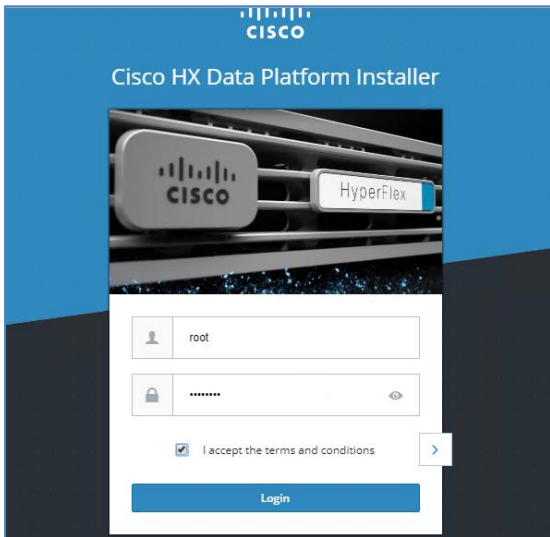 CISCO
Cisco HX Data Platform Installer
CISCO
HyperFlex
root
••••••••
I accept the terms and conditions
Login